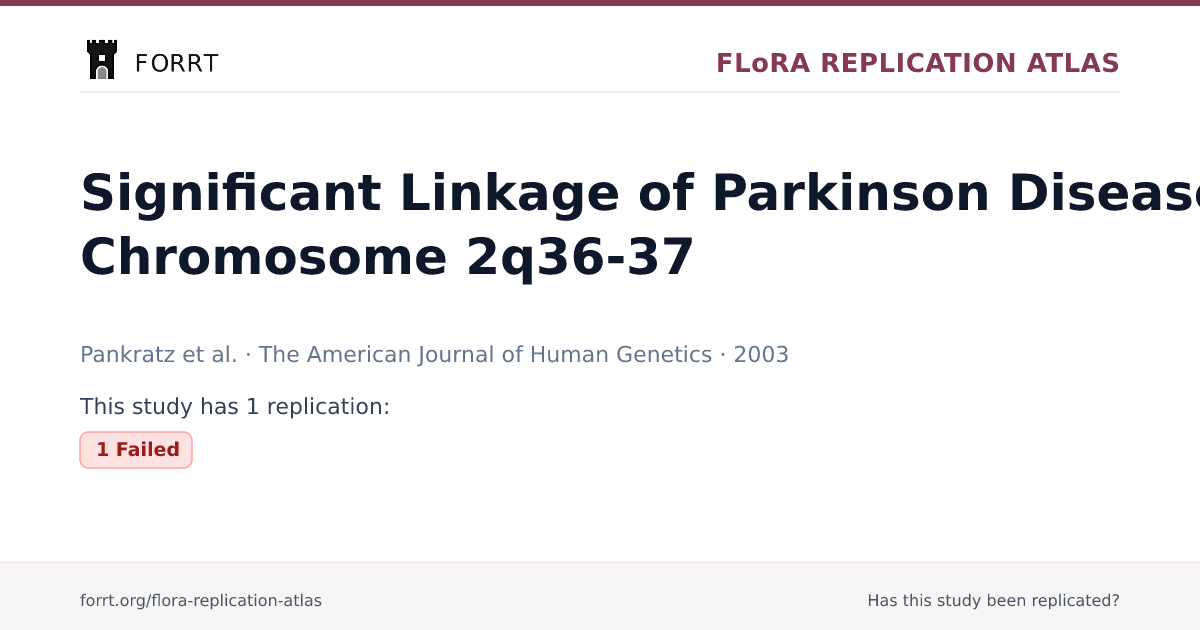 FORRT
FLoRA REPLICATION ATLAS
Significant Linkage of Parkinson
Chromosome 2q36-37
Pankratz et al. · The American Journal of Human Genetics · 2003
This study has 1 replication:
1 Failed
forrt.org/flora-replication-atlas
Has this study been replicated?